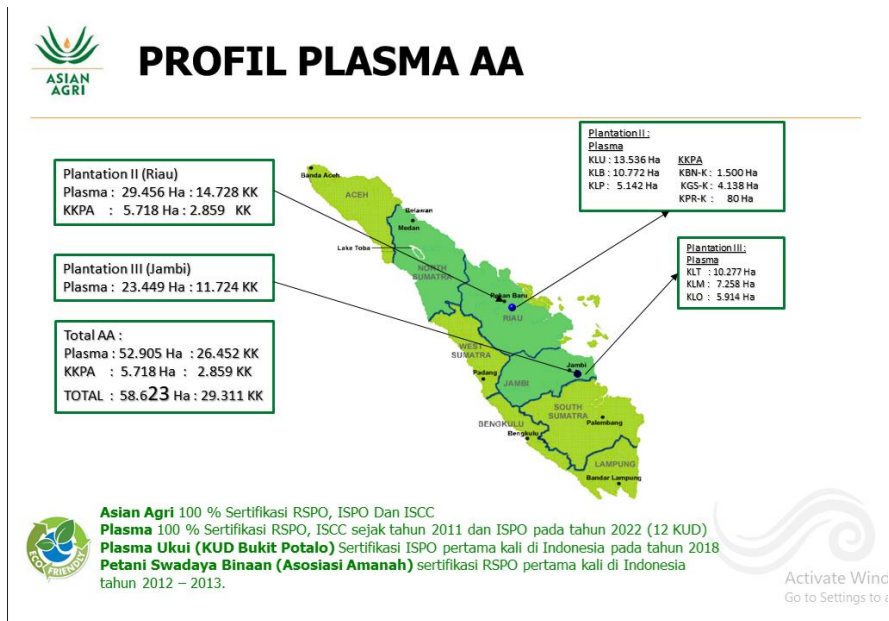 ASIAN
AGRI
PROFIL PLASMA AA
Plantation II (Riau)
Plasma : 29.456 Ha : 14.728 KK
KKPA : 5.718 Ha : 2.859 KK
Plantation III (Jambi)
Plasma : 23.449 Ha : 11.724 KK
Total AA :
Plasma : 52.905 Ha : 26.452 KK
KKPA : 5.718 Ha : 2.859 KK
TOTAL : 58.623 Ha : 29.311 KK
Plantation II :
Plasma
KLU : 13.536 Ha KKPA
KLB : 10.772 Ha KBN-K : 1.500 Ha
KLP : 5.142 Ha KGS-K : 4.138 Ha
KPR-K : 80 Ha
Plantation III :
Plasma
KLT : 10.277 Ha
KLM : 7.258 Ha
KLO : 5.914 Ha
Banda Aceh
ACEH
Belawan
Medan
Lake Toba
NORTH
SUMATRA
Pekan Baru
RIAU
WEST
SUMATRA
Padang
Jambi
JAMBI
SOUTH
SUMATRA
Palembang
BENGKULU
Bengkulu
LAMPUNG
Bandar Lampung
ECO FRIENDLY
Asian Agri 100 % Sertifikasi RSPO, ISPO Dan ISCC
Plasma 100 % Sertifikasi RSPO, ISCC sejak tahun 2011 dan ISPO pada tahun 2022 (12 KUD)
Plasma Ukui (KUD Bukit Potalo) Sertifikasi ISPO pertama kali di Indonesia pada tahun 2018
Petani Swadaya Binaan (Asosiasi Amanah) sertifikasi RSPO pertama kali di Indonesia
tahun 2012 – 2013.
Activate Wind
Go to Settings to a